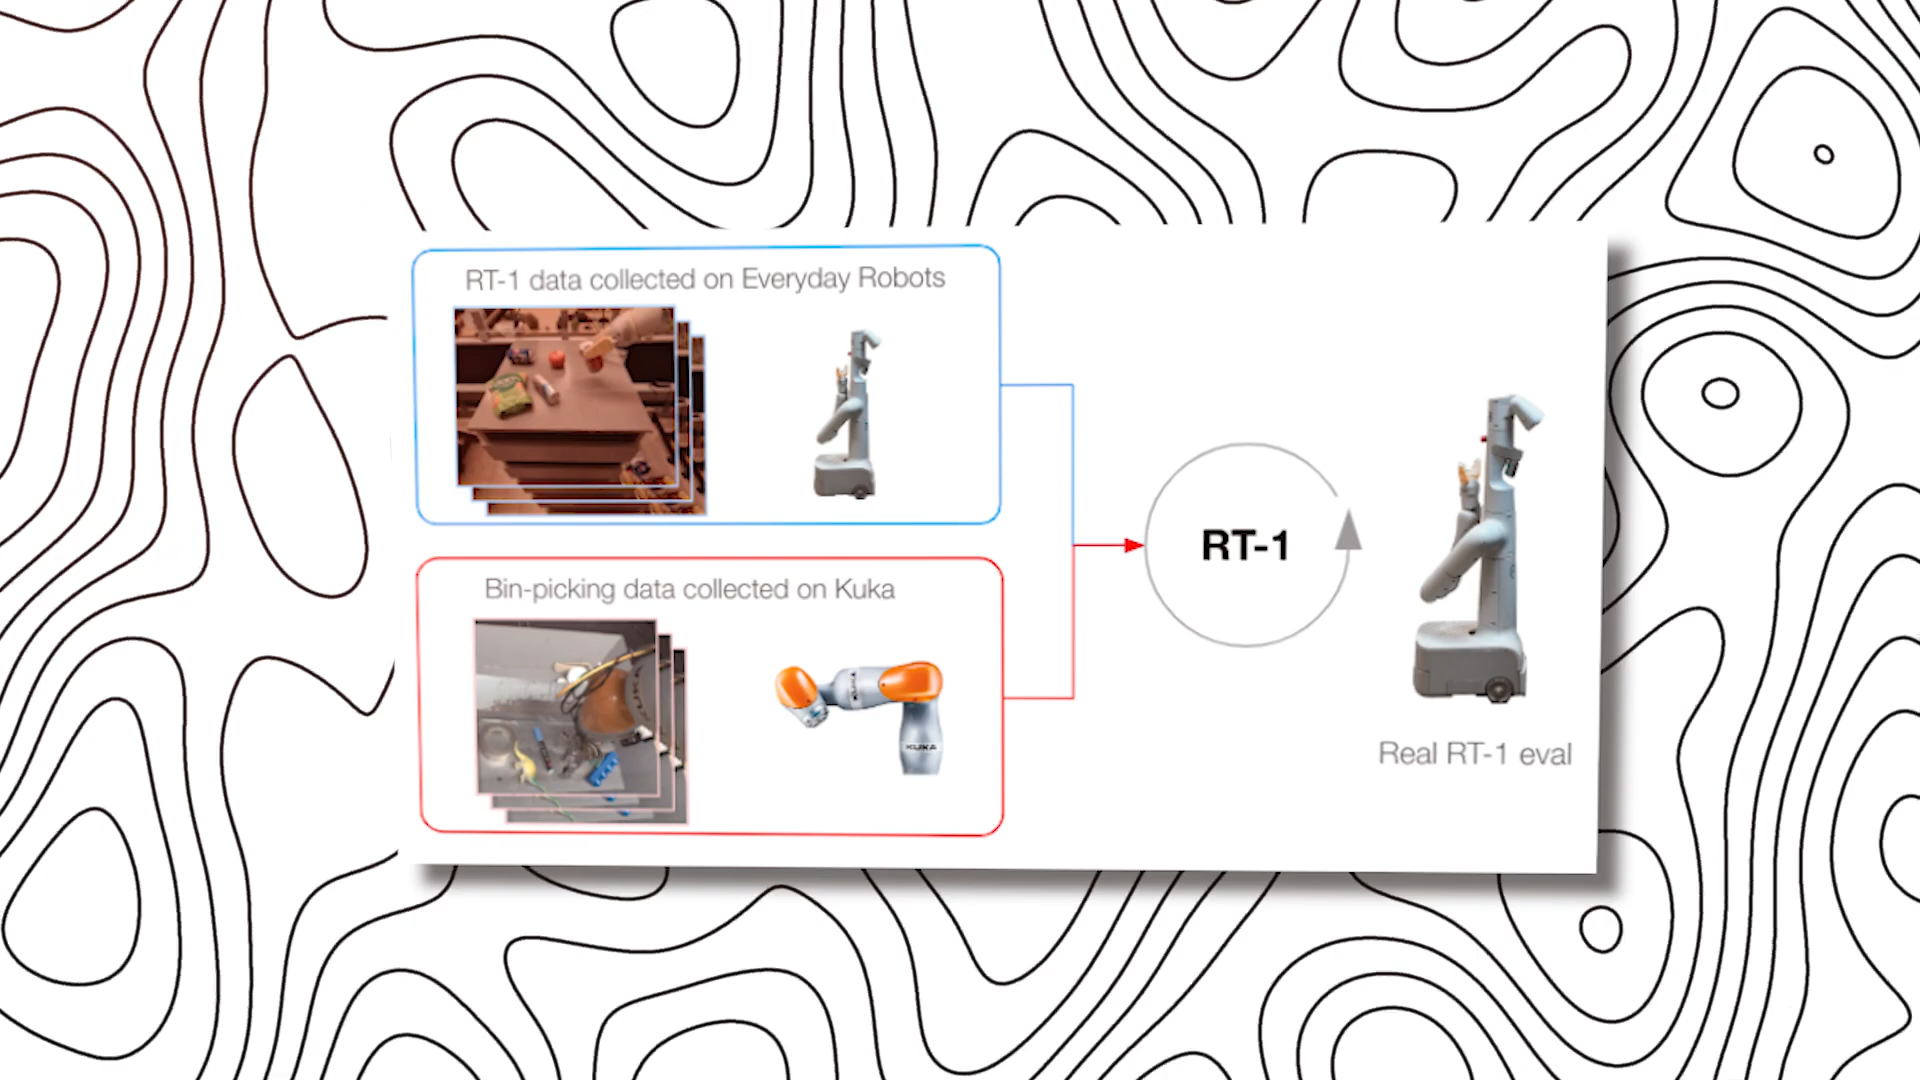 RT-1 data collected on Everyday Robots
Bin-picking data collected on Kuka
KUKA
RT-1
Real RT-1 eval